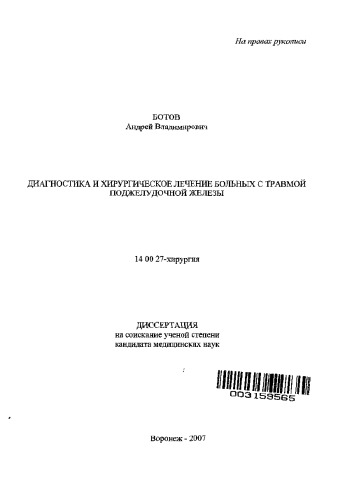 На правах рукописи
БОТОВ
Андрей Владимирович
ДИАГНОСТИКА И ХИРУРГИЧЕСКОЕ ЛЕЧЕНИЕ БОЛЬНЫХ С ТРАВМОЙ
ПОДЖЕЛУДОЧНОЙ ЖЕЛЕЗЫ
14 00 27-хирургия
ДИССЕРТАЦИЯ
на соискание ученой степени
кандидата медицинских наук
003159565
Воронеж - 2007